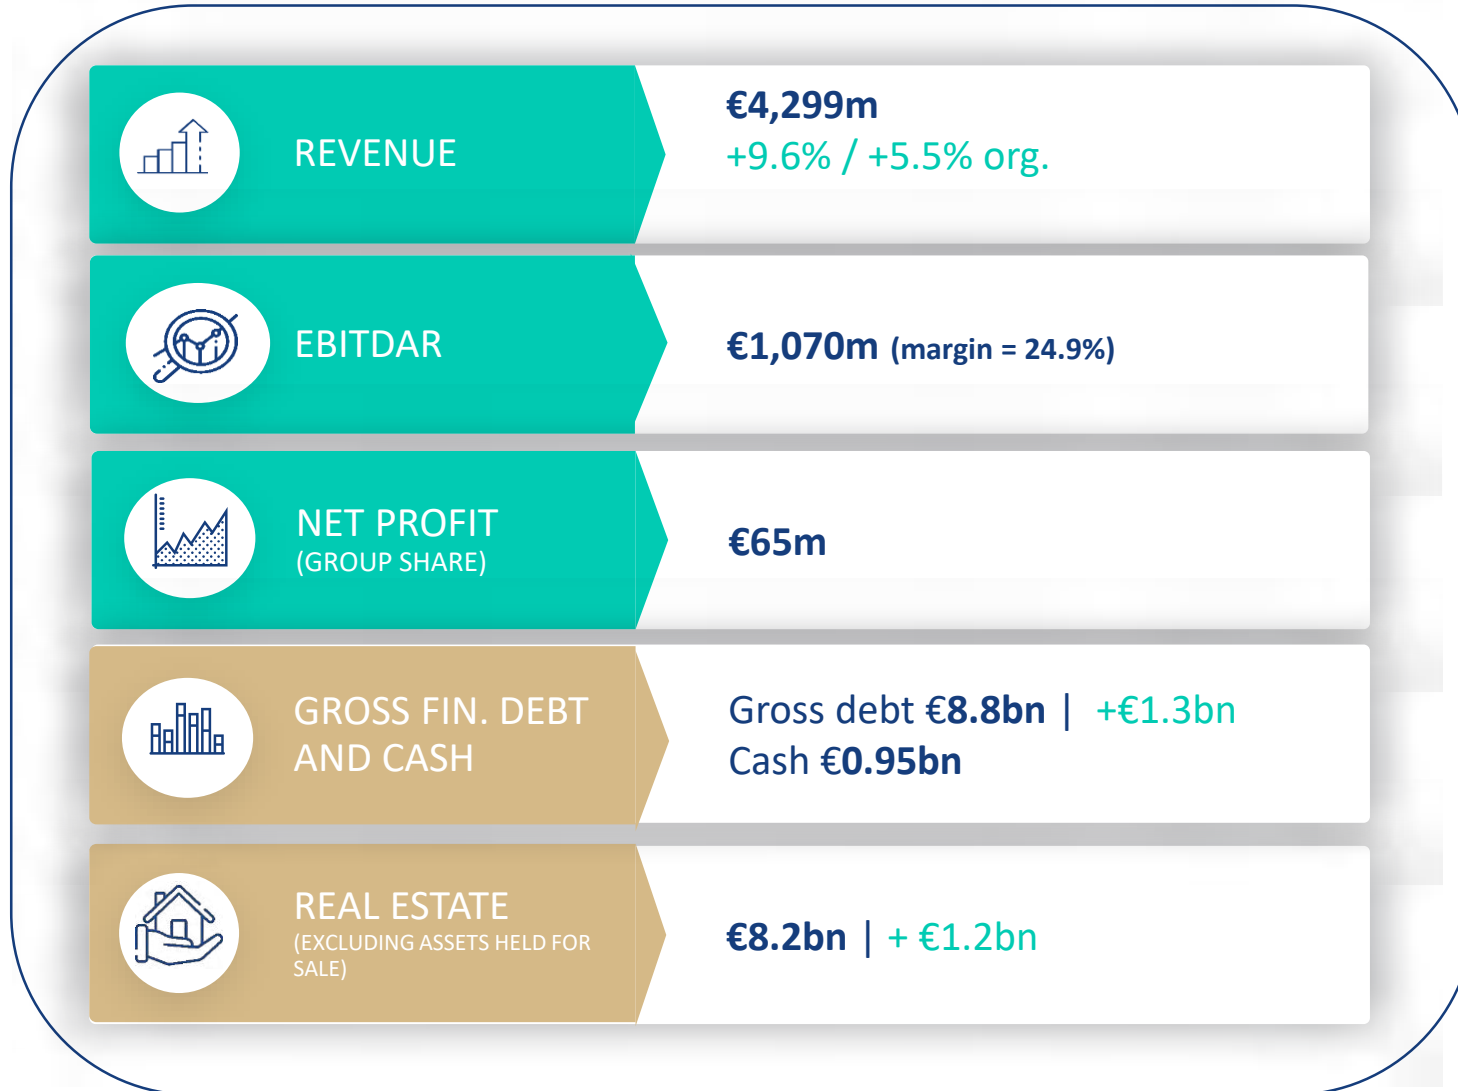 REVENUE
€4,299m
+9.6% / +5.5% org.
EBITDAR
€1,070m (margin = 24.9%)
NET PROFIT
(GROUP SHARE)
€65m
GROSS FIN. DEBT
AND CASH
Gross debt €8.8bn | +€1.3bn
Cash €0.95bn
REAL ESTATE
(EXCLUDING ASSETS HELD FOR
SALE)
€8.2bn | + €1.2bn